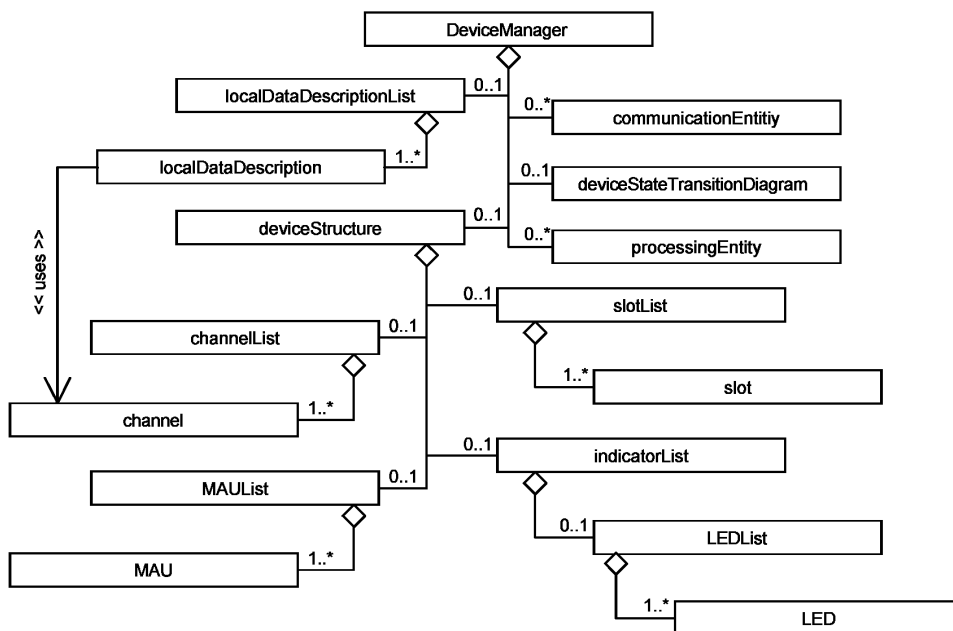 DeviceManager
localDataDescriptionList
0..1
0..*
communicationEntitiy
localDataDescription
1..*
0..1
deviceStateTransitionDiagram
deviceStructure
0..1
0..*
processingEntity
<< uses >>
0..1
slotList
channelList
0..1
1..*
slot
channel
1..*
0..1
indicatorList
MAUList
0..1
0..1
LEDList
MAU
1..*
1..*
LED